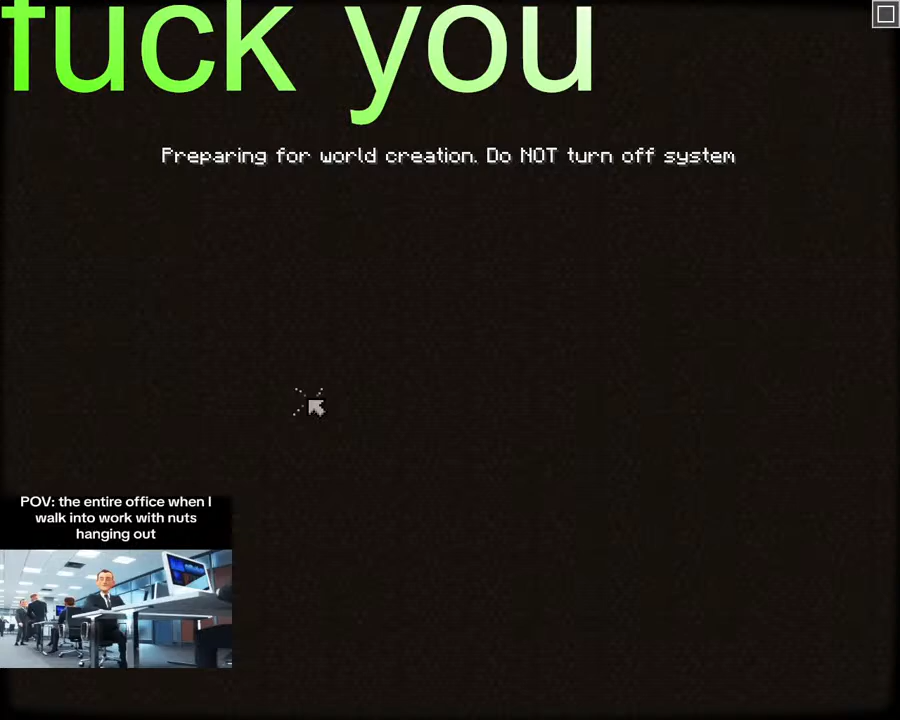 fuck you
Preparing for world creation. Do NOT turn off system
POV: the entire office when I
walk into work with nuts
hanging out